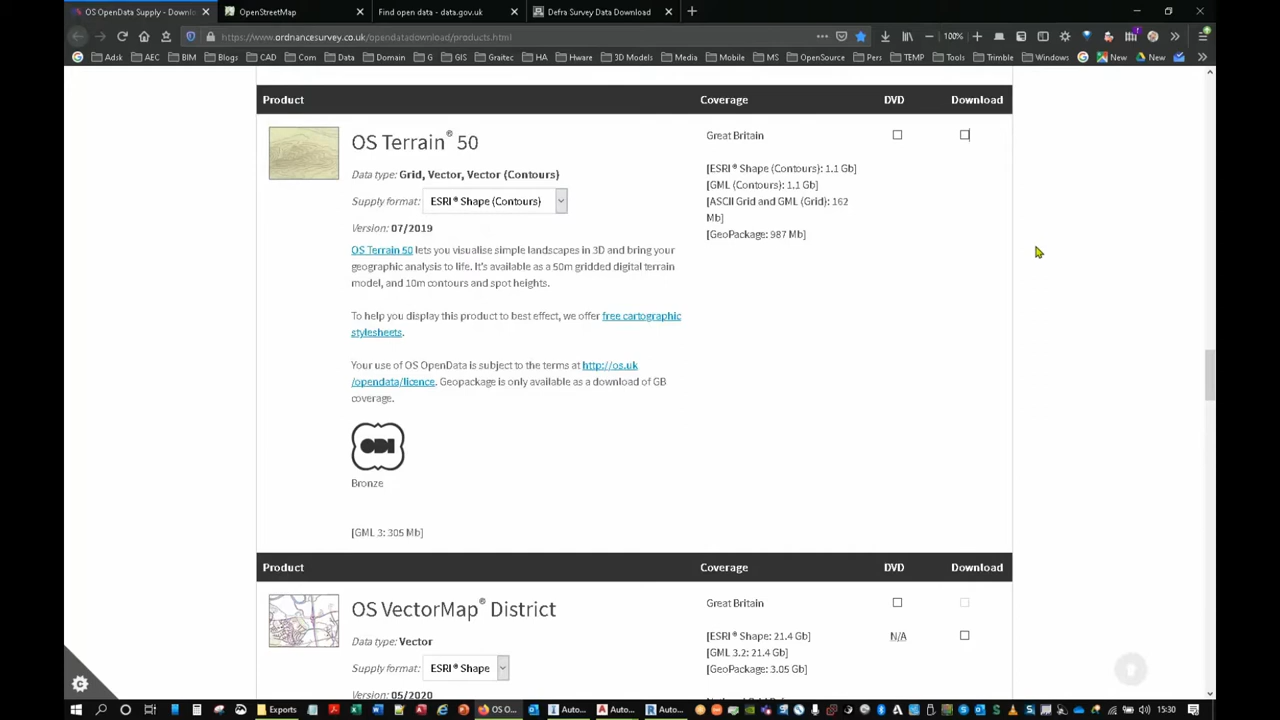 OS OpenData Supply - Downlo
OpenStreetMap
Find open data - data.gov.uk
Defra Survey Data Download
https://www.ordnancesurvey.co.uk/opendatadownload/products.html
100%
Adsk
AEC
BIM
Blogs
CAD
Com
Data
Domain
G
GIS
Graitec
HA
Hware
3D Models
Media
Mobile
MS
OpenSource
Pers
TEMP
Tools
Trimble
Windows
New
New
Product
Coverage
DVD
Download
OS Terrain® 50
Great Britain
Data type: Grid, Vector, Vector (Contours)
Supply format: ESRI® Shape (Contours)
Version: 07/2019
[ESRI® Shape (Contours): 1.1 Gb]
[GML (Contours): 1.1 Gb]
[ASCII Grid and GML (Grid): 162
Mb]
[GeoPackage: 987 Mb]
OS Terrain 50 lets you visualise simple landscapes in 3D and bring your
geographic analysis to life. It's available as a 50m gridded digital terrain
model, and 10m contours and spot heights.
To help you display this product to best effect, we offer free cartographic
stylesheets.
Your use of OS OpenData is subject to the terms at http://os.uk
/opendata/licence. Geopackage is only available as a download of GB
coverage.
ODI
Bronze
[GML 3: 305 Mb]
Product
Coverage
DVD
Download
OS VectorMap® District
Great Britain
Data type: Vector
Supply format: ESRI® Shape
Version: 05/2020
[ESRI® Shape: 21.4 Gb]
N/A
[GML 3.2: 21.4 Gb]
[GeoPackage: 3.05 Gb]
Exports
OS O...
Auto...
Auto...
Auto...
15:30